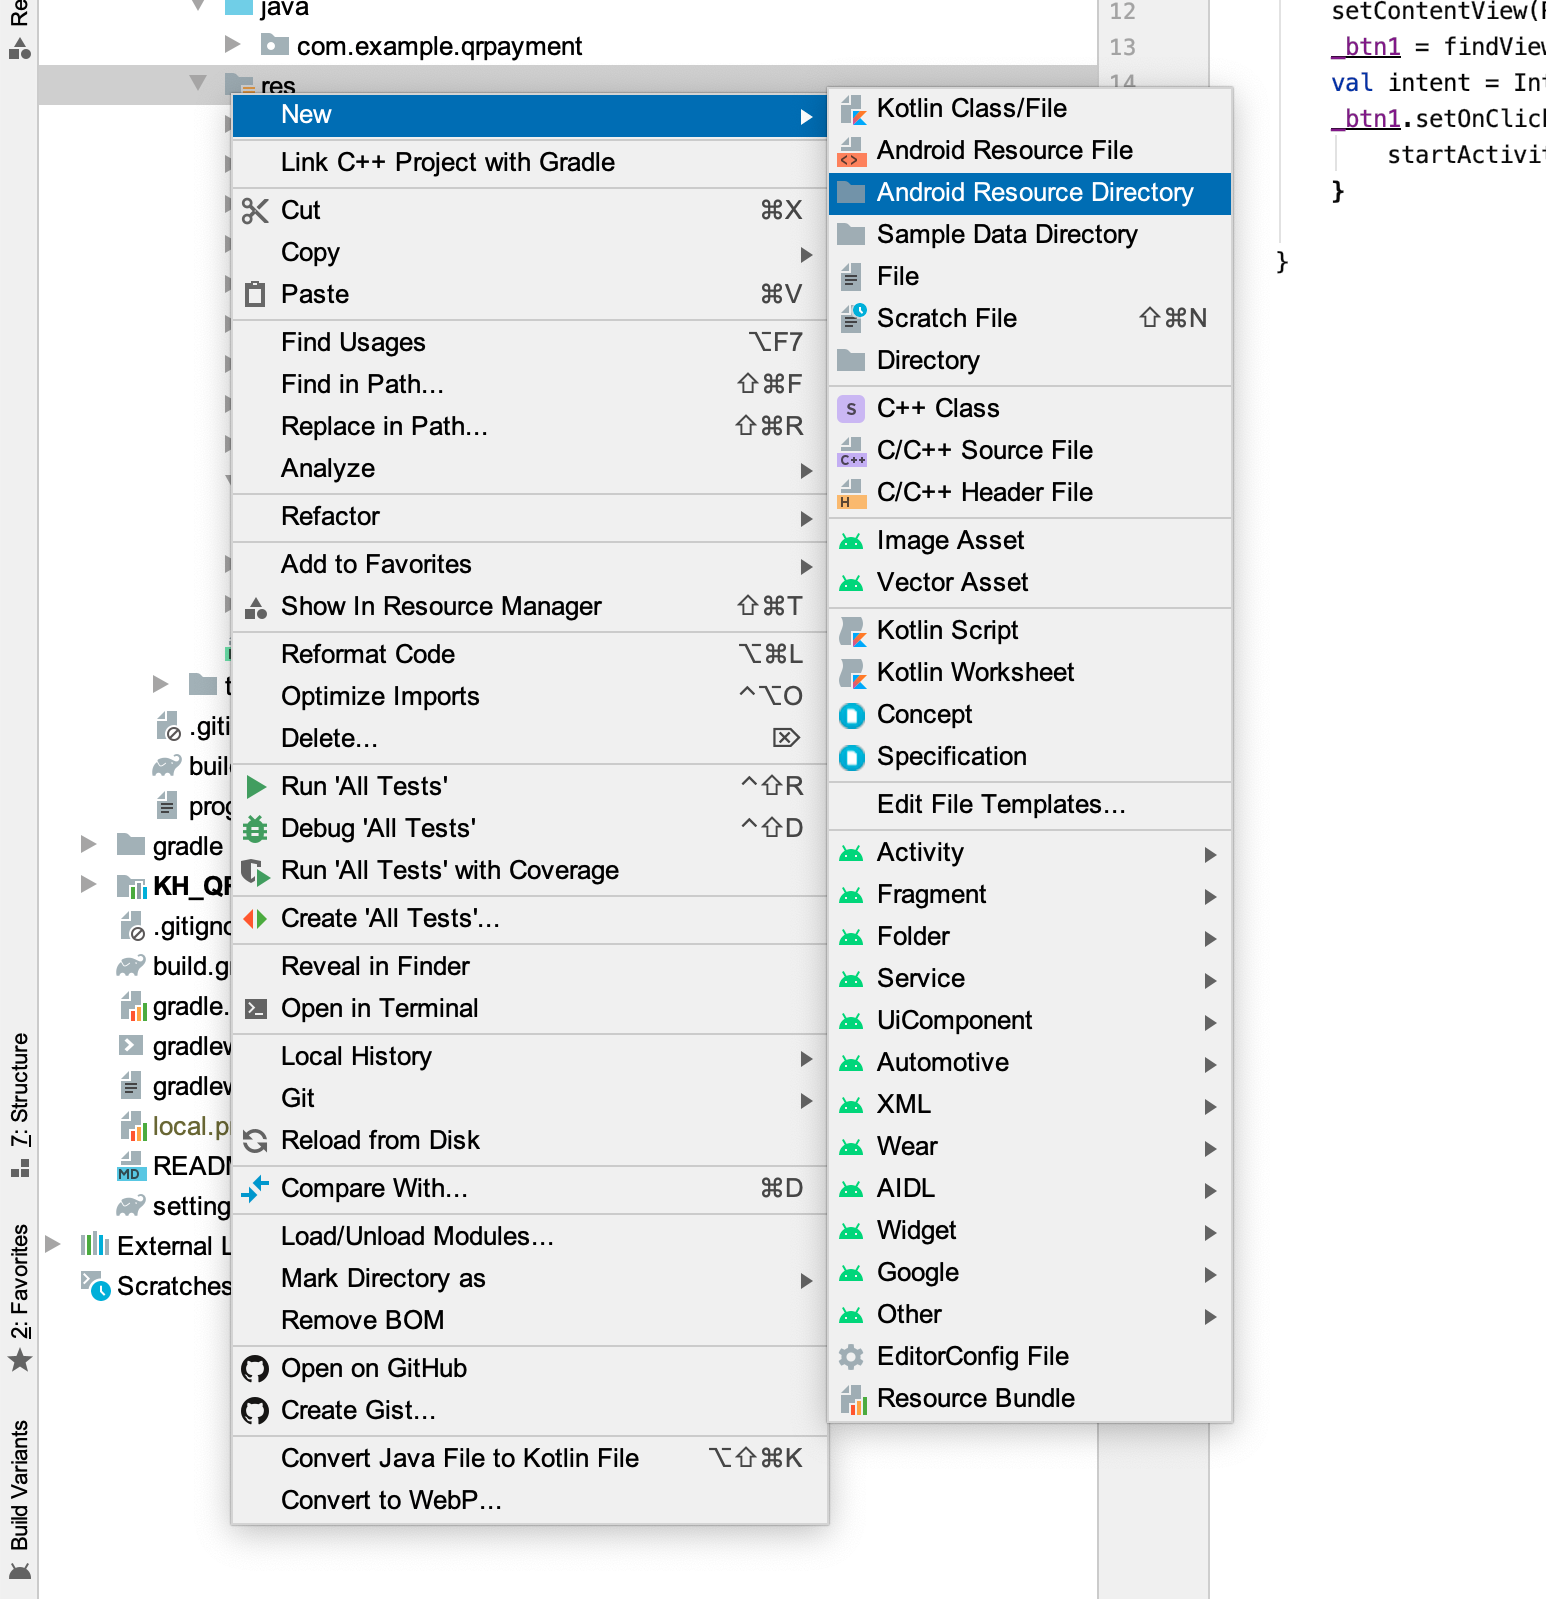 java
com.example.qrpayment
res
New
Link C++ Project with Gradle
Cut ⌘X
Copy
Paste ⌘V
Find Usages ⌥F7
Find in Path... ⇧⌘F
Replace in Path... ⇧⌘R
Analyze
Refactor
Add to Favorites
Show In Resource Manager ⇧⌘T
Reformat Code ⌥⌘L
Optimize Imports ^⌥O
Delete... ⌦
Run 'All Tests' ^⇧R
Debug 'All Tests' ^⇧D
Run 'All Tests' with Coverage
Create 'All Tests'...
Reveal in Finder
Open in Terminal
Local History
Git
Reload from Disk
Compare With... ⌘D
Load/Unload Modules...
Mark Directory as
Remove BOM
Open on GitHub
Create Gist...
Convert Java File to Kotlin File ⌥⇧⌘K
Convert to WebP...
Kotlin Class/File
Android Resource File
Android Resource Directory
Sample Data Directory
File
Scratch File ⇧⌘N
Directory
S C++ Class
C++ C/C++ Source File
H C/C++ Header File
Image Asset
Vector Asset
Kotlin Script
Kotlin Worksheet
Concept
Specification
Edit File Templates...
Activity
Fragment
Folder
Service
UiComponent
Automotive
XML
Wear
AIDL
Widget
Google
Other
EditorConfig File
Resource Bundle
12
13
14
setContentView(
_btn1 = findView
val intent = Int
_btn1.setOnClick
startActivit
}
}
t
.giti
buil
prog
gradle
KH_QR
.gitigno
build.g
gradle.
gradlew
gradlew
local.p
MD READM
setting
External L
Scratches
Re
7: Structure
2: Favorites
Build Variants